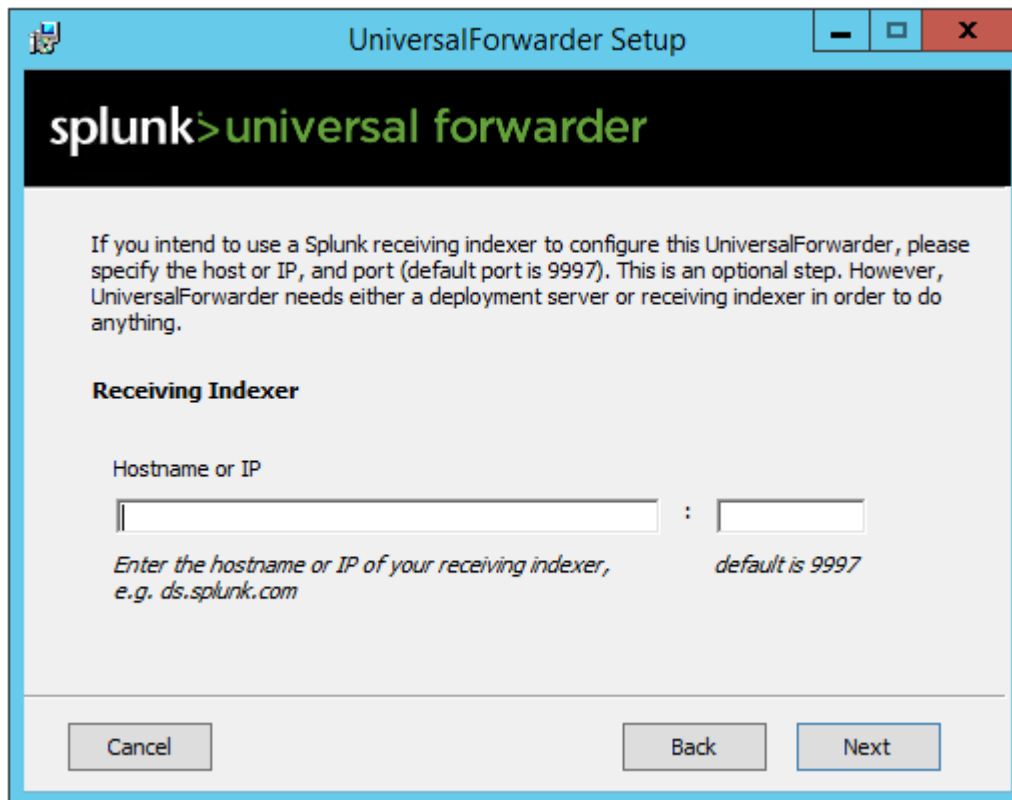 UniversalForwarder Setup
splunk>universal forwarder
If you intend to use a Splunk receiving indexer to configure this UniversalForwarder, please
specify the host or IP, and port (default port is 9997). This is an optional step. However,
UniversalForwarder needs either a deployment server or receiving indexer in order to do
anything.
Receiving Indexer
Hostname or IP
:
Enter the hostname or IP of your receiving indexer,
e.g. ds.splunk.com
default is 9997
Cancel
Back
Next